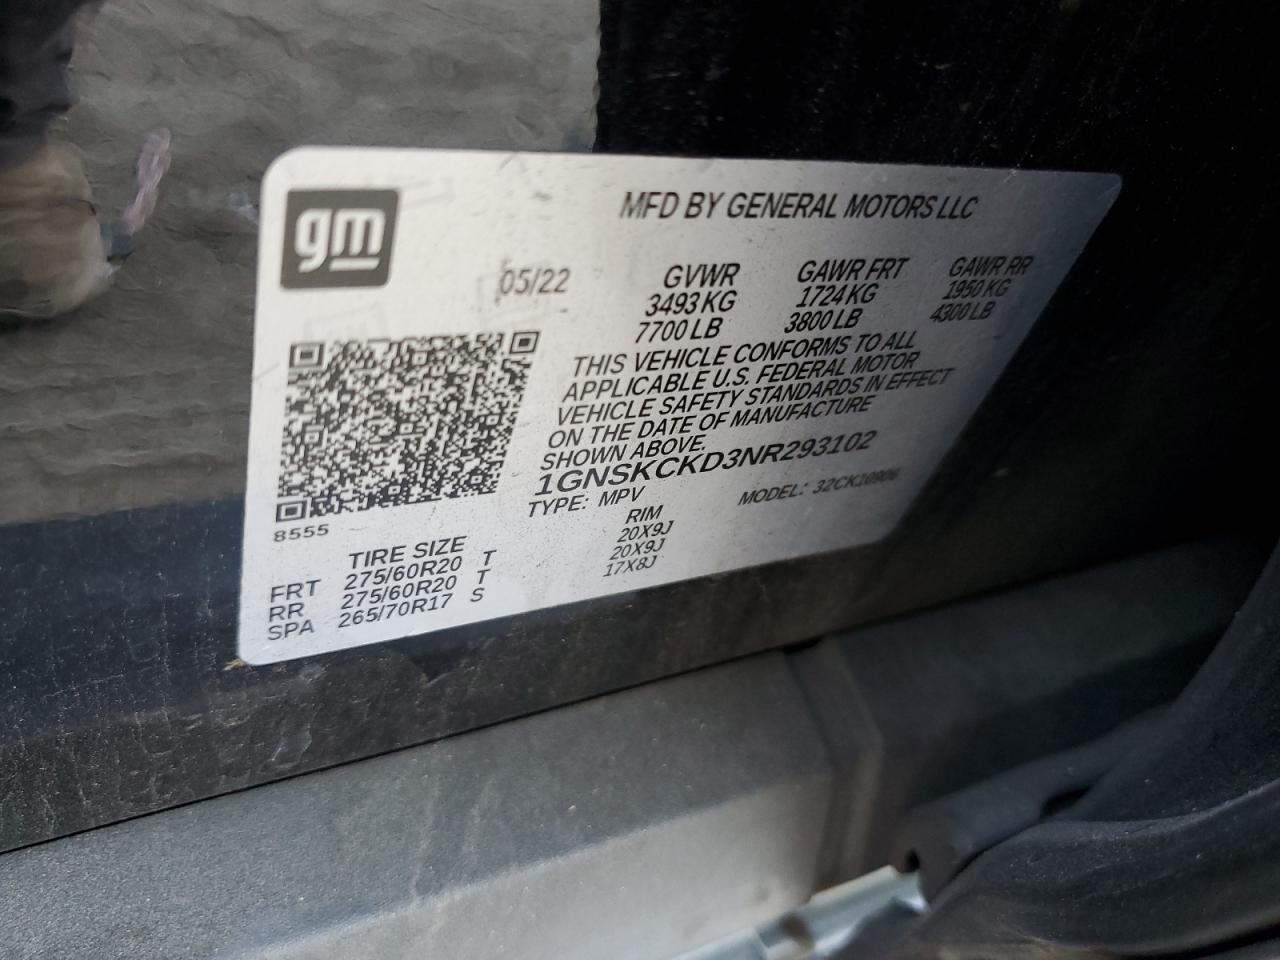 gm
MFD BY GENERAL MOTORS LLC
05/22 GVWR GAWR FRT GAWR RR
3493 KG 1724 KG 1950 KG
7700 LB 3800 LB 4300 LB
THIS VEHICLE CONFORMS TO ALL
APPLICABLE U.S. FEDERAL MOTOR
VEHICLE SAFETY STANDARDS IN EFFECT
ON THE DATE OF MANUFACTURE
SHOWN ABOVE.
1GNSKCKD3NR293102
TYPE: MPV MODEL: 32CK10906
8555
TIRE SIZE RIM
FRT 275/60R20 T 20X9J
RR 275/60R20 T 20X9J
SPA 265/70R17 S 17X8J